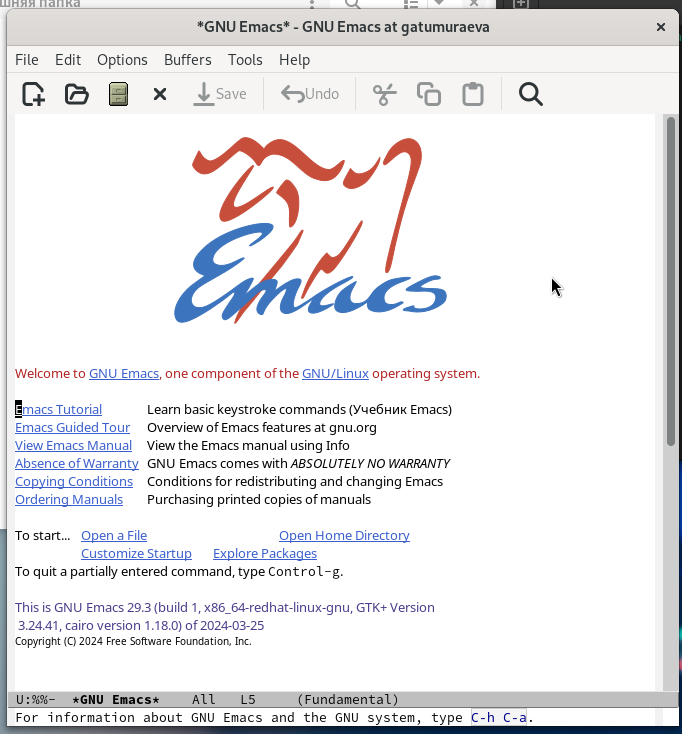 *GNU Emacs* - GNU Emacs at gatumuraeva
File Edit Options Buffers Tools Help
Save Undo
Emacs
Welcome to GNU Emacs, one component of the GNU/Linux operating system.
Emacs Tutorial Learn basic keystroke commands (Учебник Emacs)
Emacs Guided Tour Overview of Emacs features at gnu.org
View Emacs Manual View the Emacs manual using Info
Absence of Warranty GNU Emacs comes with ABSOLUTELY NO WARRANTY
Copying Conditions Conditions for redistributing and changing Emacs
Ordering Manuals Purchasing printed copies of manuals
To start... Open a File Open Home Directory
Customize Startup Explore Packages
To quit a partially entered command, type Control-g.
This is GNU Emacs 29.3 (build 1, x86_64-redhat-linux-gnu, GTK+ Version
3.24.41, cairo version 1.18.0) of 2024-03-25
Copyright (C) 2024 Free Software Foundation, Inc.
U:%%- *GNU Emacs* All L5 (Fundamental)
For information about GNU Emacs and the GNU system, type C-h C-a.